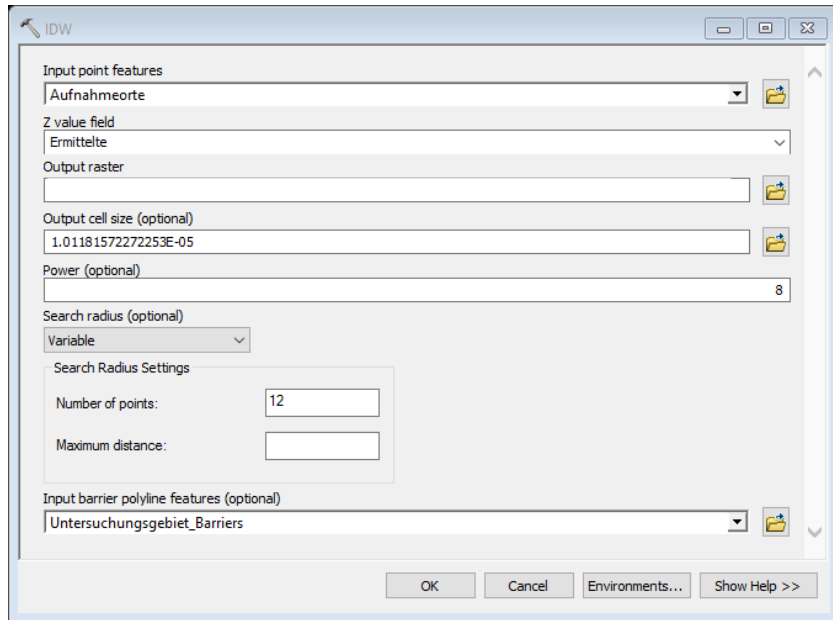 IDW
Input point features
Aufnahmeorte
Z value field
Ermittelte
Output raster
Output cell size (optional)
1.01181572272253E-05
Power (optional)
8
Search radius (optional)
Variable
Search Radius Settings
Number of points:
12
Maximum distance:
Input barrier polyline features (optional)
Untersuchungsgebiet_Barriers
OK Cancel Environments... Show Help >>